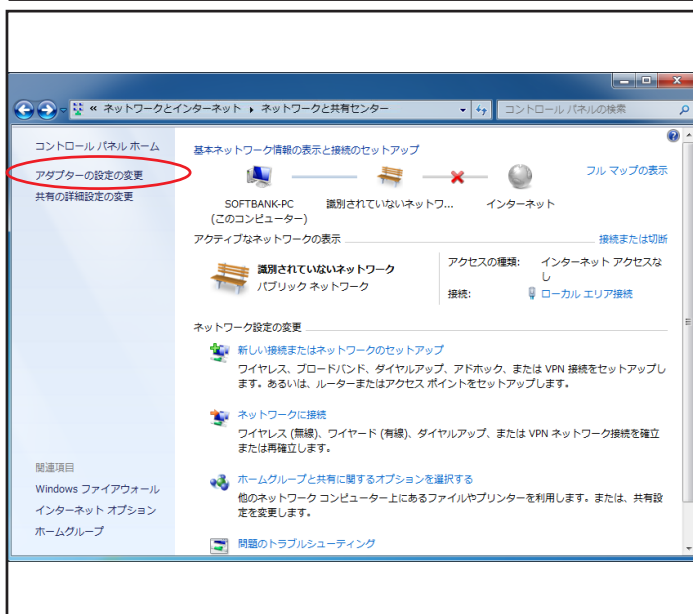 « ネットワークとインターネット ▸ ネットワークと共有センター
コントロール パネルの検索
コントロール パネル ホーム
アダプターの設定の変更
共有の詳細設定の変更
基本ネットワーク情報の表示と接続のセットアップ
フル マップの表示
SOFTBANK-PC
(このコンピューター)
識別されていないネットワ...
インターネット
アクティブなネットワークの表示
接続または切断
識別されていないネットワーク
パブリック ネットワーク
アクセスの種類: インターネット アクセスな
し
接続: ローカル エリア接続
ネットワーク設定の変更
新しい接続またはネットワークのセットアップ
ワイヤレス、ブロードバンド、ダイヤルアップ、アドホック、または VPN 接続をセットアップし
ます。あるいは、ルーターまたはアクセス ポイントをセットアップします。
ネットワークに接続
ワイヤレス (無線)、ワイヤード (有線)、ダイヤルアップ、または VPN ネットワーク接続を確立
または再確立します。
ホームグループと共有に関するオプションを選択する
他のネットワーク コンピューター上にあるファイルやプリンターを利用します。または、共有設
定を変更します。
問題のトラブルシューティング
関連項目
Windows ファイアウォール
インターネット オプション
ホームグループ